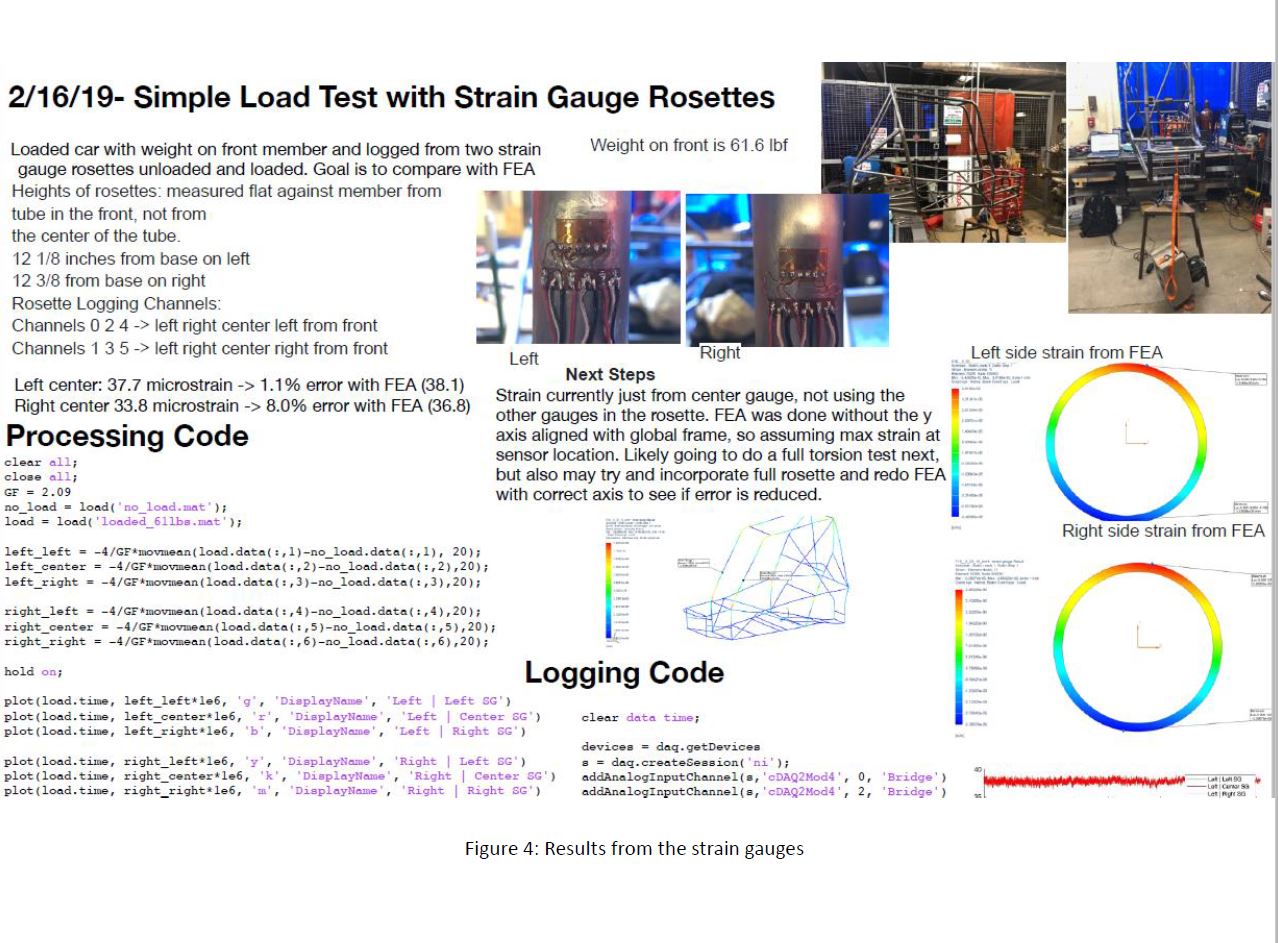 2/16/19- Simple Load Test with Strain Gauge Rosettes
Loaded car with weight on front member and logged from two strain
gauge rosettes unloaded and loaded. Goal is to compare with FEA
Heights of rosettes: measured flat against member from
tube in the front, not from
the center of the tube.
12 1/8 inches from base on left
12 3/8 from base on right
Rosette Logging Channels:
Channels 0 2 4 -> left right center left from front
Channels 1 3 5 -> left right center right from front
Left center: 37.7 microstrain -> 1.1% error with FEA (38.1)
Right center 33.8 microstrain -> 8.0% error with FEA (36.8)
Weight on front is 61.6 lbf
Left
Right
Next Steps
Strain currently just from center gauge, not using the
other gauges in the rosette. FEA was done without the y
axis aligned with global frame, so assuming max strain at
sensor location. Likely going to do a full torsion test next,
but also may try and incorporate full rosette and redo FEA
with correct axis to see if error is reduced.
Left side strain from FEA
Right side strain from FEA
Processing Code
clear all;
close all;
GF = 2.09
no_load = load('no_load.mat');
load = load('loaded_61lbs.mat');
left_left = -4/GF*movmean(load.data(:,1)-no_load.data(:,1), 20);
left_center = -4/GF*movmean(load.data(:,2)-no_load.data(:,2),20);
left_right = -4/GF*movmean(load.data(:,3)-no_load.data(:,3),20);
right_left = -4/GF*movmean(load.data(:,4)-no_load.data(:,4),20);
right_center = -4/GF*movmean(load.data(:,5)-no_load.data(:,5),20);
right_right = -4/GF*movmean(load.data(:,6)-no_load.data(:,6),20);
hold on;
plot(load.time, left_left*1e6, 'g', 'DisplayName', 'Left | Left SG')
plot(load.time, left_center*1e6, 'r', 'DisplayName', 'Left | Center SG')
plot(load.time, left_right*1e6, 'b', 'DisplayName', 'Left | Right SG')
plot(load.time, right_left*1e6, 'y', 'DisplayName', 'Right | Left SG')
plot(load.time, right_center*1e6, 'k', 'DisplayName', 'Right | Center SG')
plot(load.time, right_right*1e6, 'm', 'DisplayName', 'Right | Right SG')
Logging Code
clear data time;
devices = daq.getDevices
s = daq.createSession('ni');
addAnalogInputChannel(s,'cDAQ2Mod4', 0, 'Bridge')
addAnalogInputChannel(s,'cDAQ2Mod4', 2, 'Bridge')
40
Left | Left SG
Left | Center SG
Left | Right SG
Figure 4: Results from the strain gauges